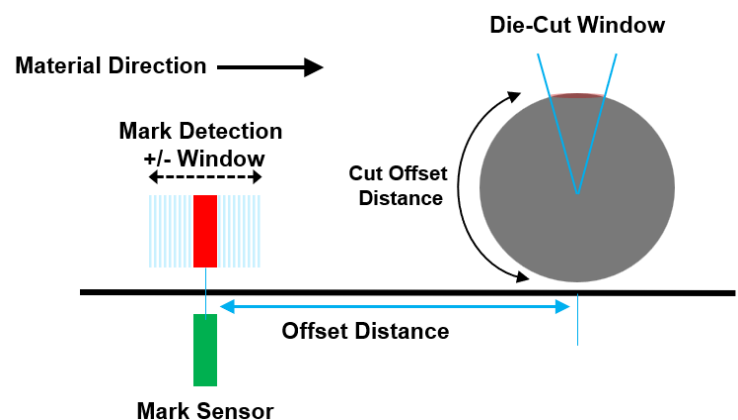 Die-Cut Window
Material Direction
Mark Detection
+/- Window
Cut Offset
Distance
Offset Distance
Mark Sensor